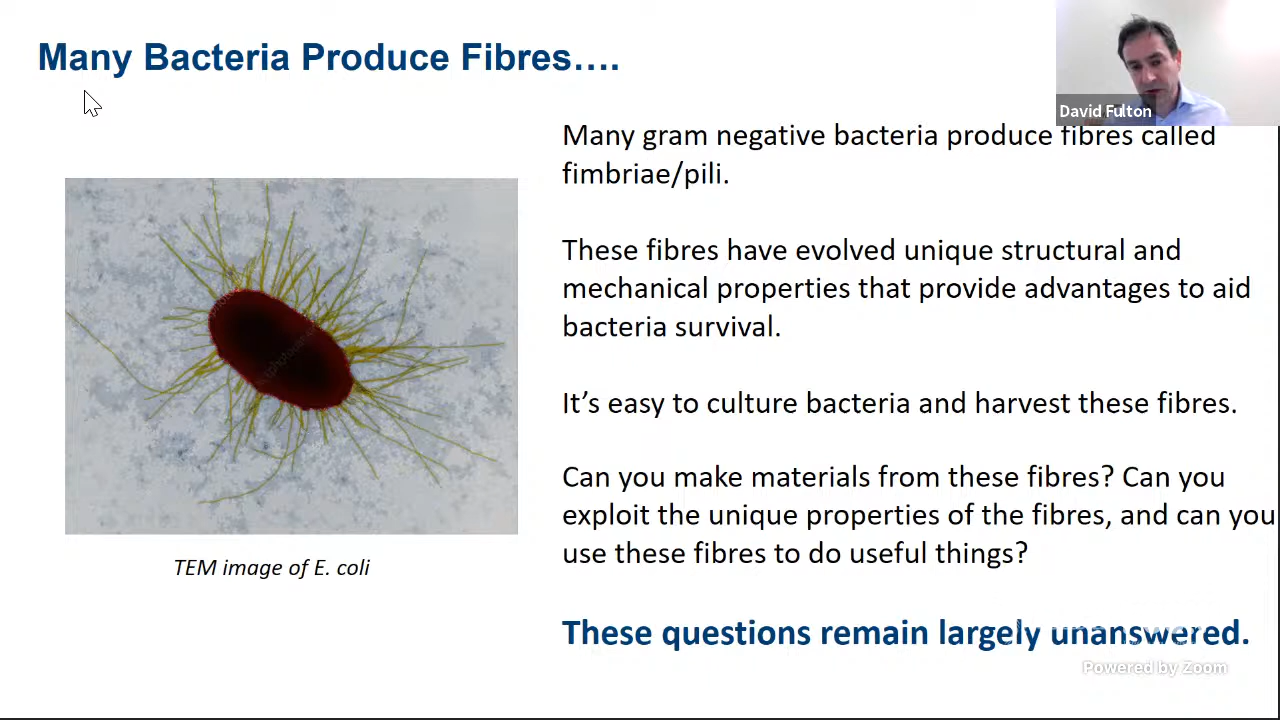 Many Bacteria Produce Fibres….
David Fulton
Many gram negative bacteria produce fibres called
fimbriae/pili.
These fibres have evolved unique structural and
mechanical properties that provide advantages to aid
bacteria survival.
It’s easy to culture bacteria and harvest these fibres.
Can you make materials from these fibres? Can you
exploit the unique properties of the fibres, and can you
use these fibres to do useful things?
TEM image of E. coli
These questions remain largely unanswered.
Powered by Zoom